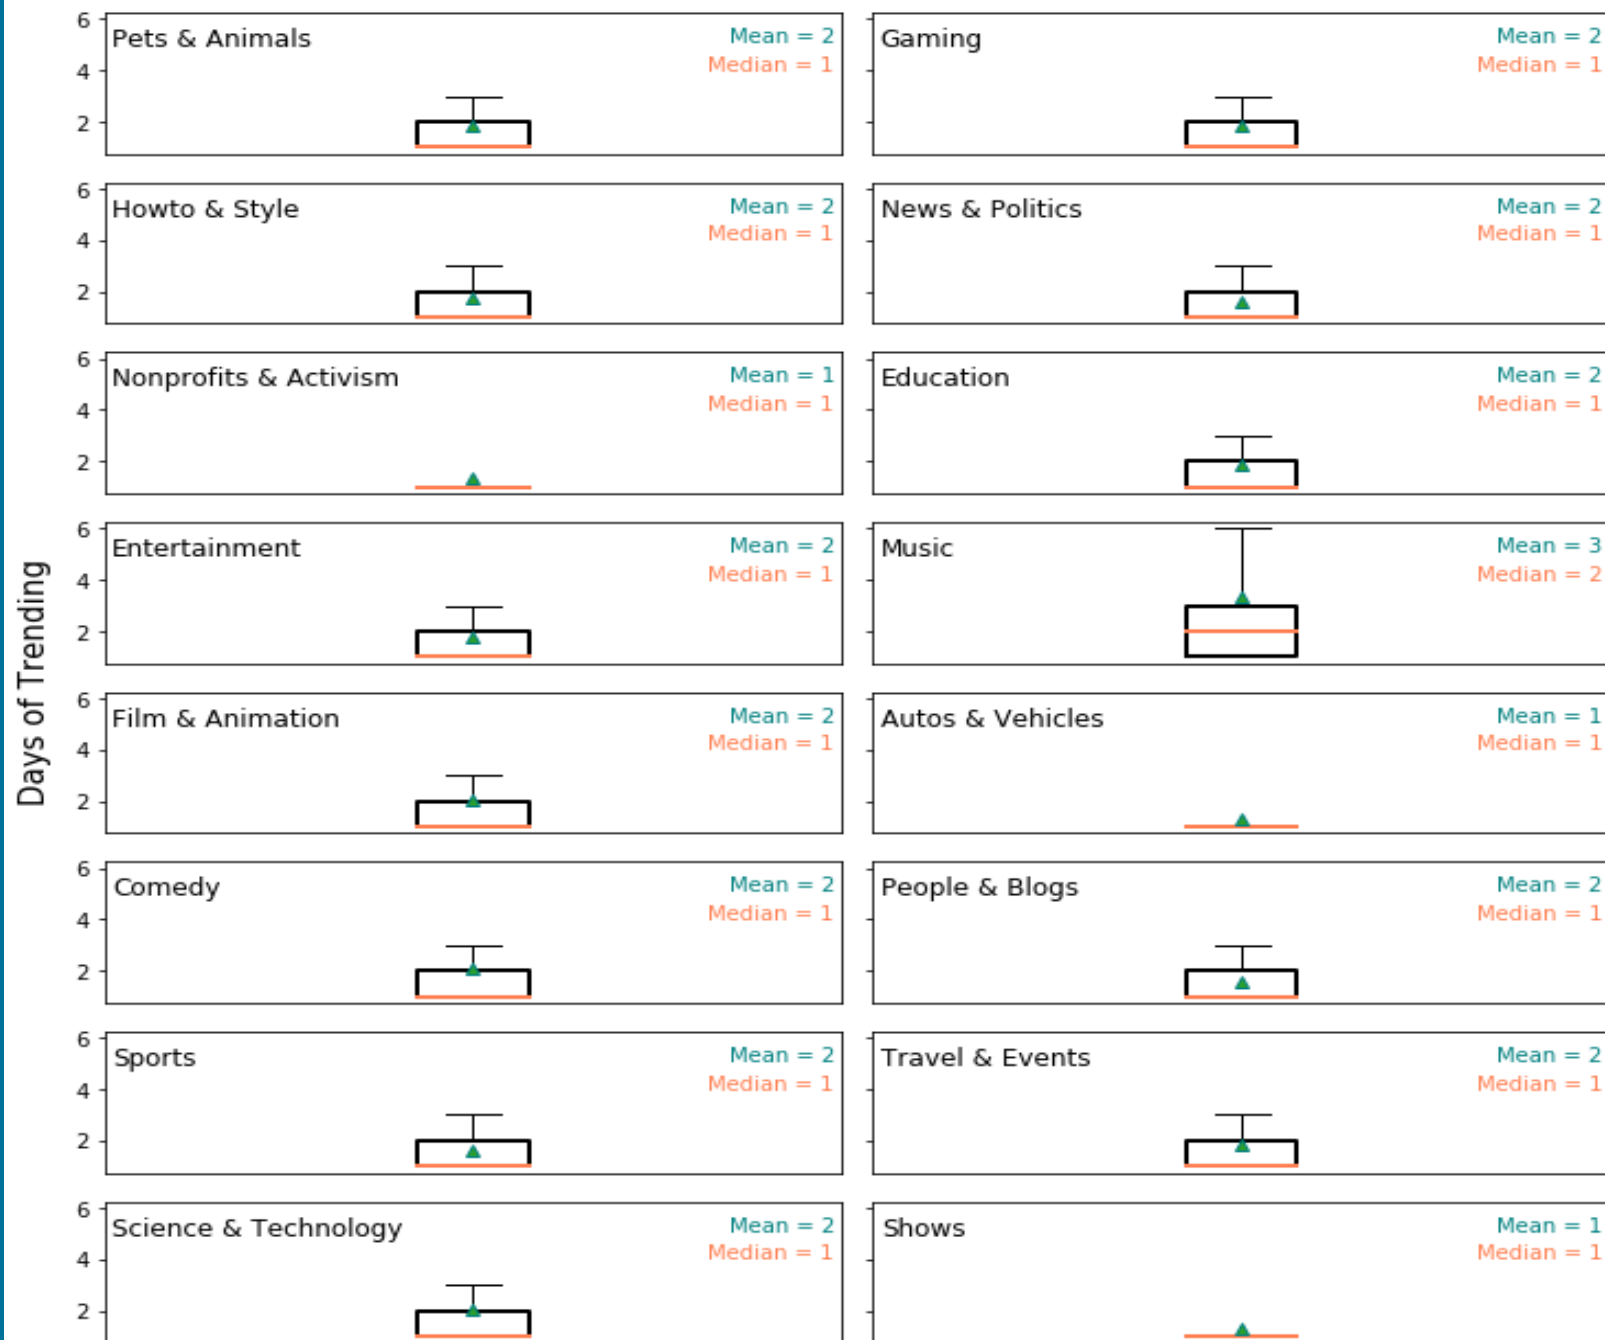 Days of Trending
6
Pets & Animals
Mean = 2
Median = 1
4
2
Gaming
Mean = 2
Median = 1
6
Howto & Style
Mean = 2
Median = 1
4
2
News & Politics
Mean = 2
Median = 1
6
Nonprofits & Activism
Mean = 1
Median = 1
4
2
Education
Mean = 2
Median = 1
6
Entertainment
Mean = 2
Median = 1
4
2
Music
Mean = 3
Median = 2
6
Film & Animation
Mean = 2
Median = 1
4
2
Autos & Vehicles
Mean = 1
Median = 1
6
Comedy
Mean = 2
Median = 1
4
2
People & Blogs
Mean = 2
Median = 1
6
Sports
Mean = 2
Median = 1
4
2
Travel & Events
Mean = 2
Median = 1
6
Science & Technology
Mean = 2
Median = 1
4
2
Shows
Mean = 1
Median = 1